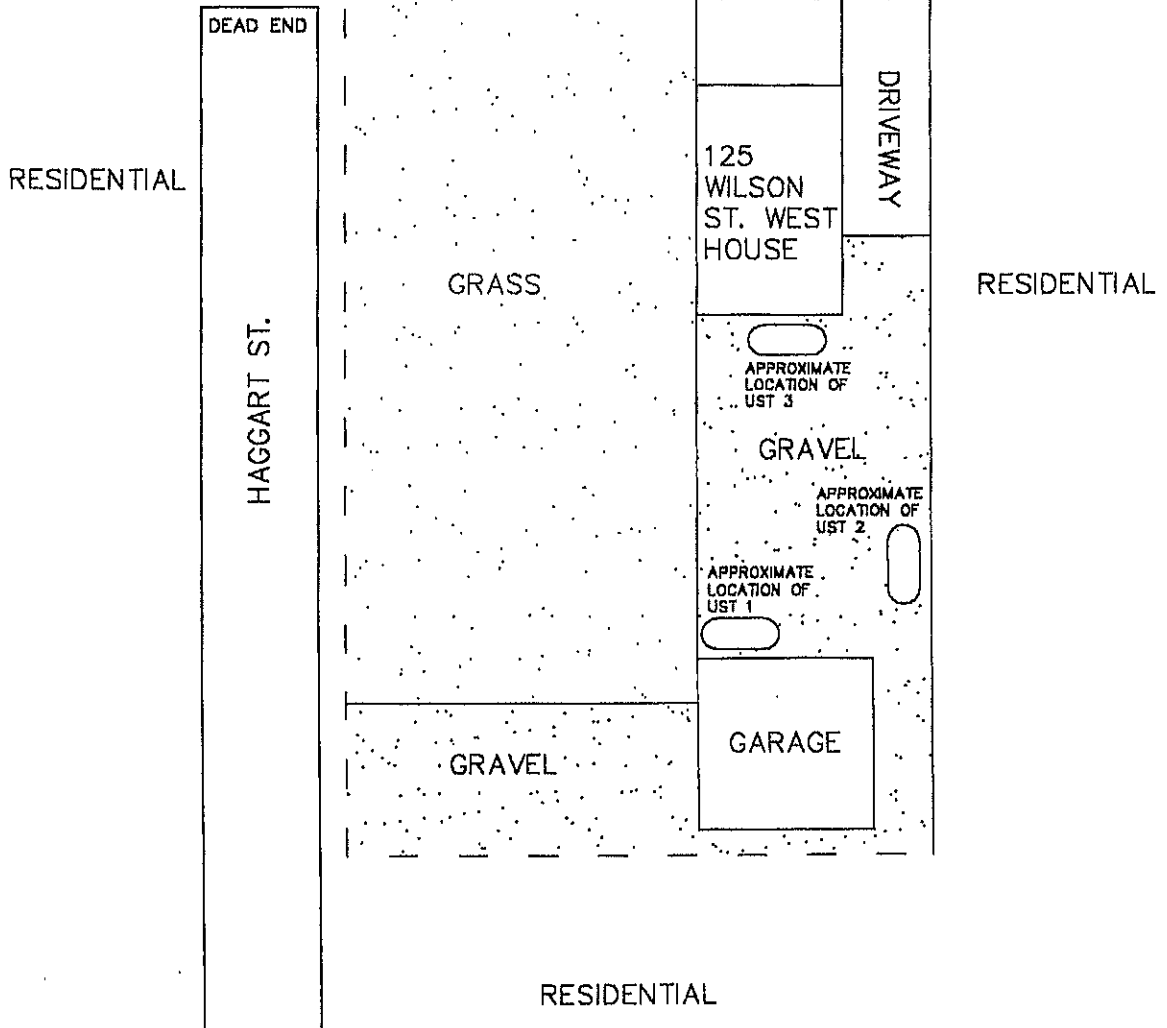 DEAD END
DRIVEWAY
125
WILSON
ST. WEST
HOUSE
RESIDENTIAL
GRASS
RESIDENTIAL
HAGGART ST.
APPROXIMATE
LOCATION OF
UST 3
GRAVEL
APPROXIMATE
LOCATION OF
UST 2
APPROXIMATE
LOCATION OF
UST 1
GARAGE
GRAVEL
RESIDENTIAL